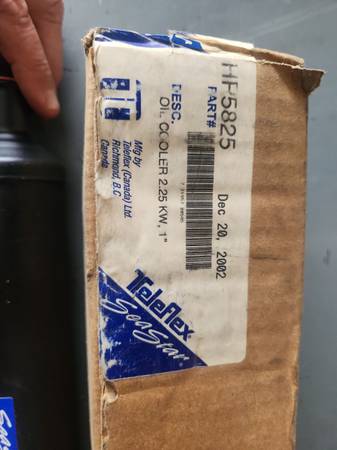 HP5825
PART#
Dec 20, 2002
DESC.
OIL COOLER 2.25 KW, 1"
Mfg by
Teleflex (Canada) Ltd.
Richmond, B.C
Canada
Teleflex
SeaStar